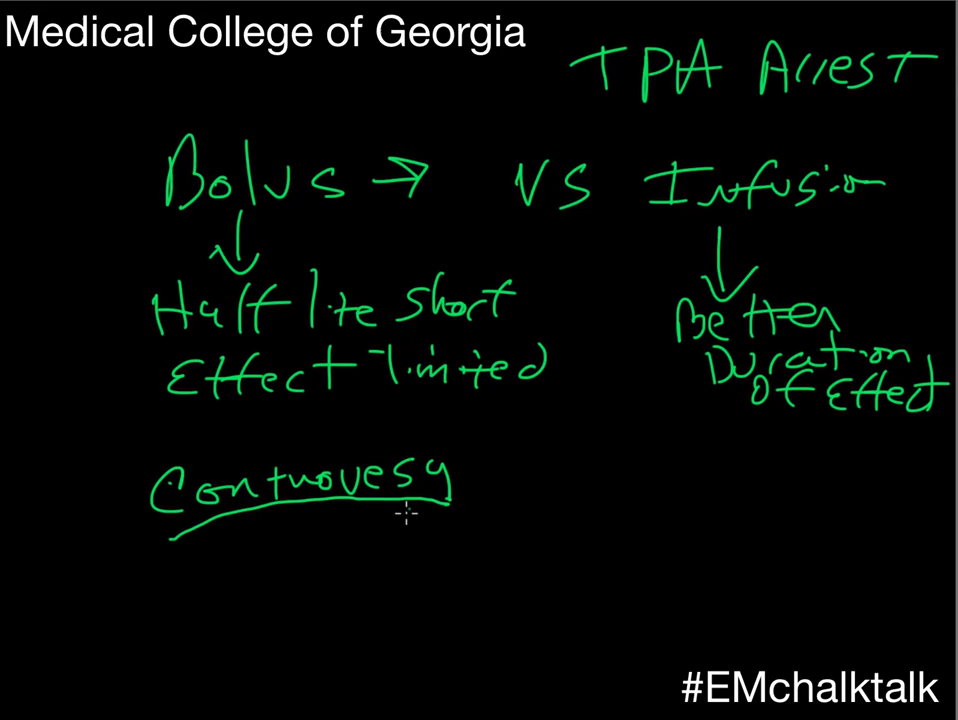 Medical College of Georgia
TPA Arrest
Bolus → VS Infusion
Half life short
Effect - limited
Better
Duration
Of Effect
Contnovesy
#EMchalktalk